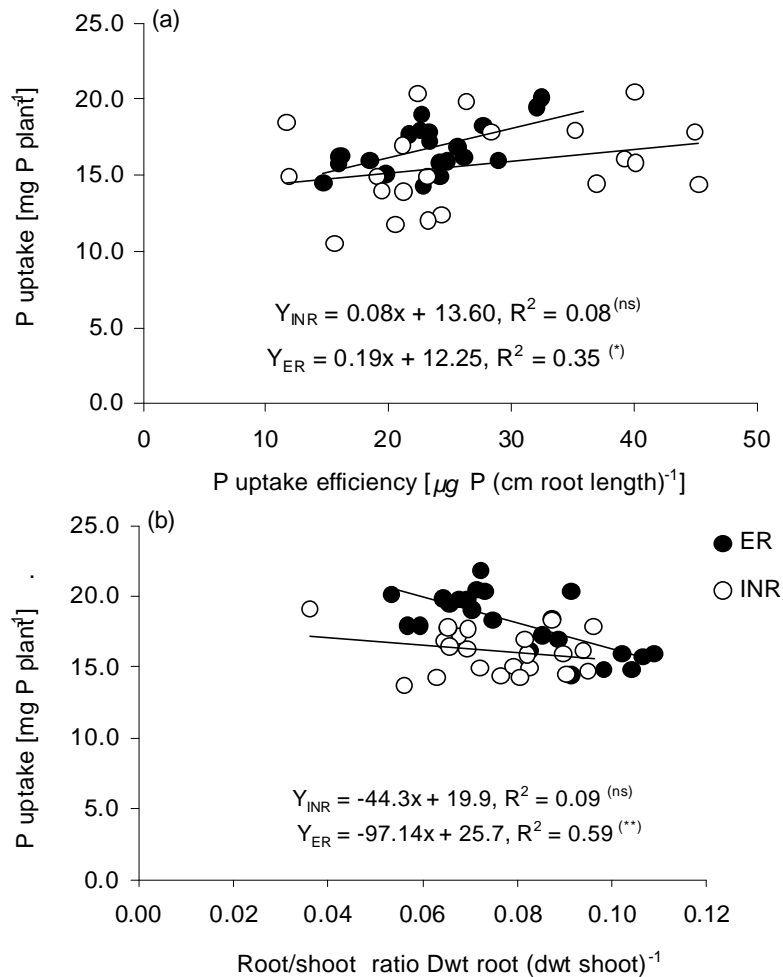 (a)
P uptake [mg P plant⁻¹]
25.0
20.0
15.0
10.0
5.0
0.0
Y_INR = 0.08x + 13.60, R² = 0.08 (ns)
Y_ER = 0.19x + 12.25, R² = 0.35 (*)
0 10 20 30 40 50
P uptake efficiency [µg P (cm root length)⁻¹]
(b)
P uptake [mg P plant⁻¹] .
25.0
20.0
15.0
10.0
5.0
0.0
ER
INR
Y_INR = -44.3x + 19.9, R² = 0.09 (ns)
Y_ER = -97.14x + 25.7, R² = 0.59 (**)
0.00 0.02 0.04 0.06 0.08 0.10 0.12
Root/shoot ratio Dwt root (dwt shoot)⁻¹